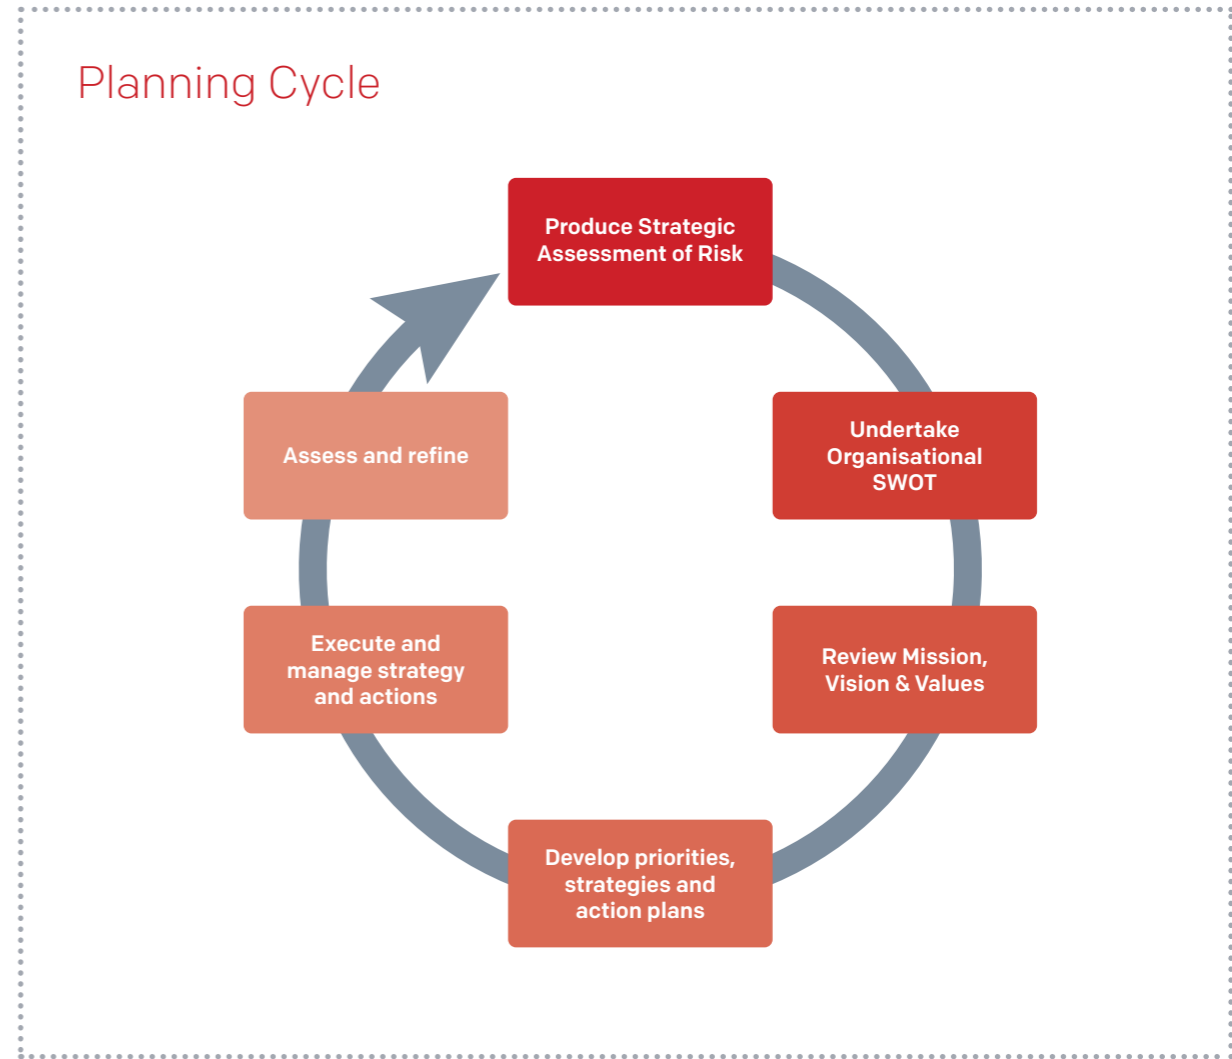 Planning Cycle
Produce Strategic
Assessment of Risk
Undertake
Organisational
SWOT
Review Mission,
Vision & Values
Develop priorities,
strategies and
action plans
Execute and
manage strategy
and actions
Assess and refine